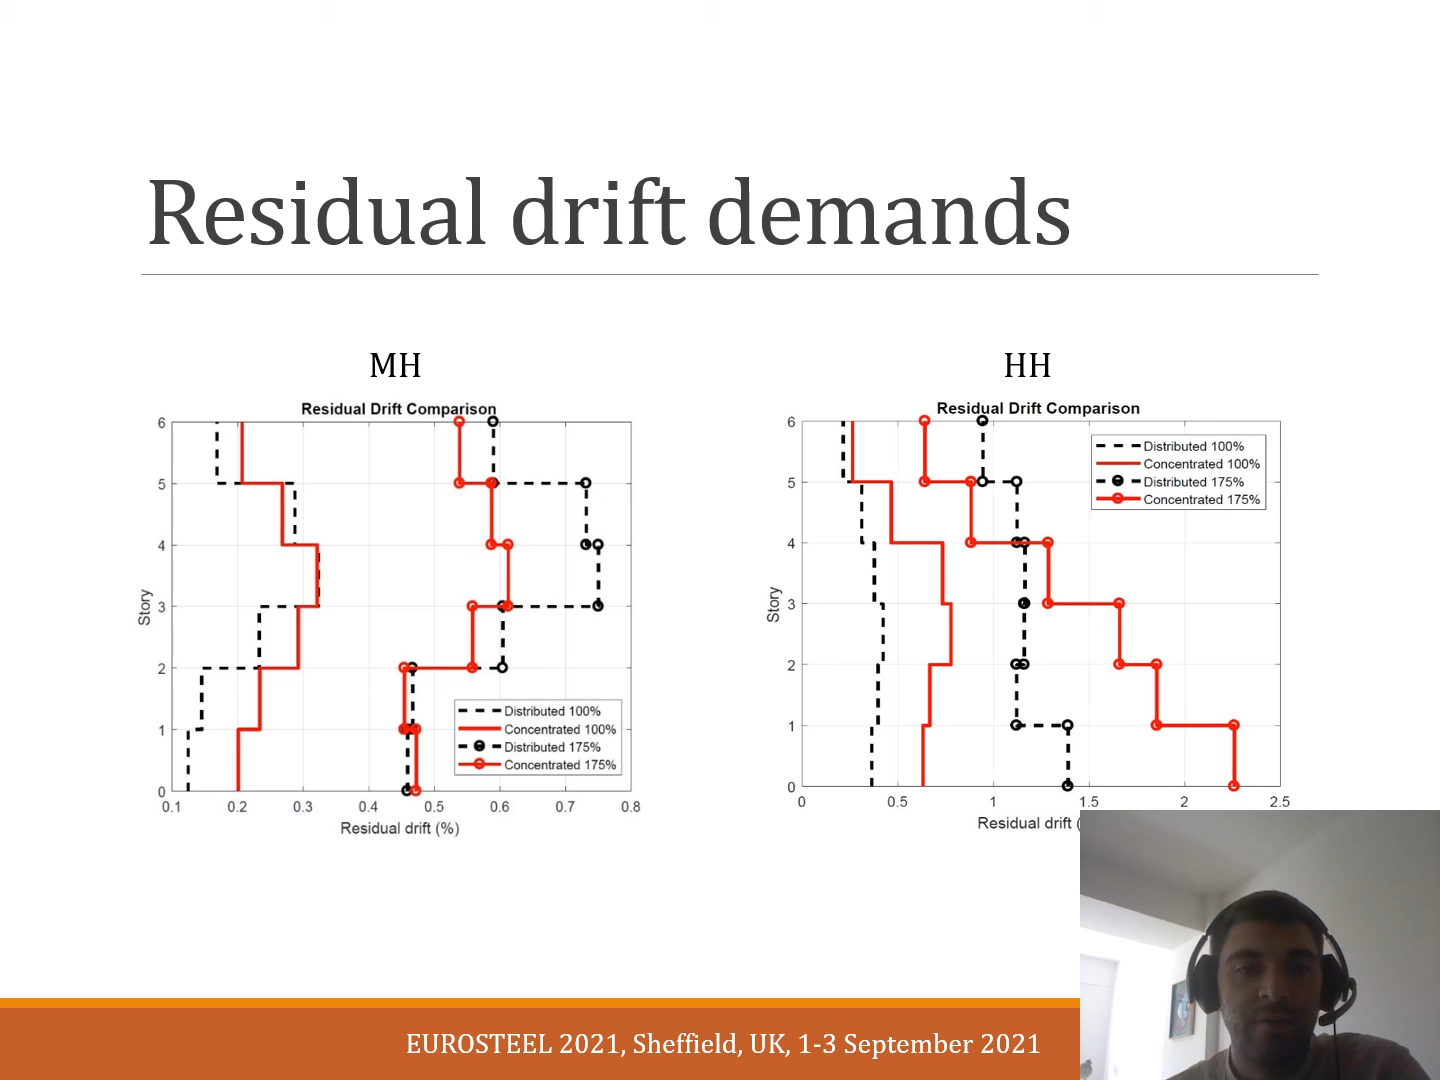 Residual drift demands
MH
Residual Drift Comparison
6
5
4
3
2
1
0
Story
0.1 0.2 0.3 0.4 0.5 0.6 0.7 0.8
Residual drift (%)
Distributed 100%
Concentrated 100%
Distributed 175%
Concentrated 175%
HH
Residual Drift Comparison
6
5
4
3
2
1
0
Story
0 0.5 1 1.5 2 2.5
Residual drift (
Distributed 100%
Concentrated 100%
Distributed 175%
Concentrated 175%
EUROSTEEL 2021, Sheffield, UK, 1-3 September 2021